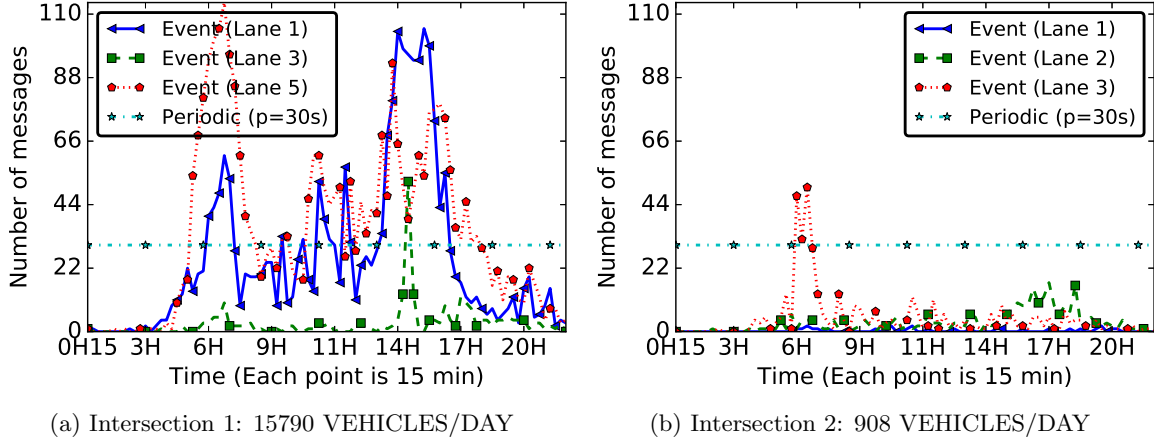 110
88
66
44
22
0
Number of messages
Event (Lane 1)
Event (Lane 3)
Event (Lane 5)
Periodic (p=30s)
0H15 3H 6H 9H 11H 14H 17H 20H
Time (Each point is 15 min)
(a) Intersection 1: 15790 VEHICLES/DAY
110
88
66
44
22
0
Number of messages
Event (Lane 1)
Event (Lane 2)
Event (Lane 3)
Periodic (p=30s)
0H15 3H 6H 9H 11H 14H 17H 20H
Time (Each point is 15 min)
(b) Intersection 2: 908 VEHICLES/DAY